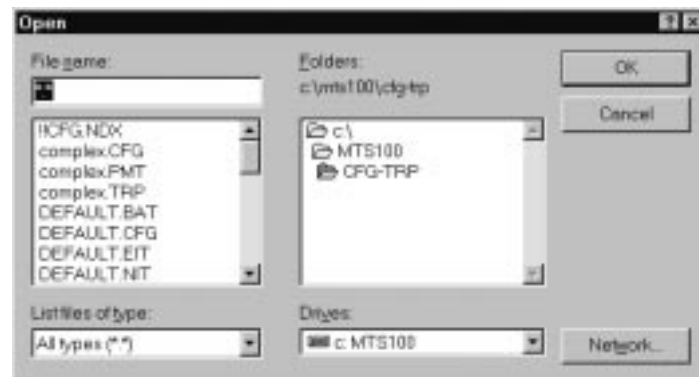 Open
File name:
*.*
!!CFG.NDX
complex.CFG
complex.PMT
complex.TRP
DEFAULT.BAT
DEFAULT.CFG
DEFAULT.EIT
DEFAULT.NIT
List files of type:
All types (*.*)
Folders:
c:\mts100\cfg-trp
c:\
MTS100
CFG-TRP
Drives:
c: MTS100
OK
Cancel
Network...